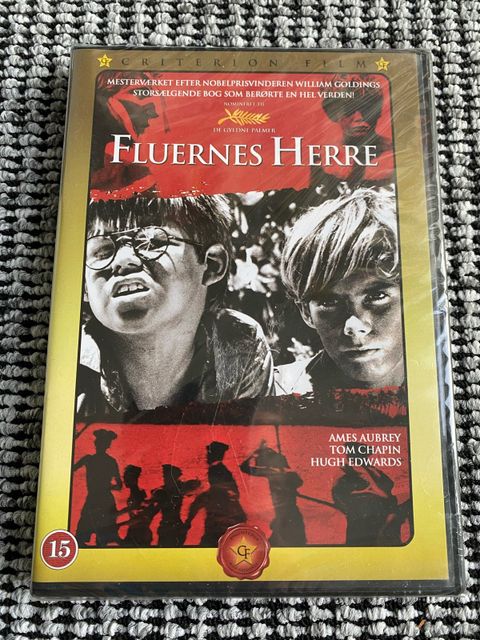 CRITERION FILM
MESTERVÆRKET EFTER NOBELPRISVINDEREN WILLIAM GOLDINGS
STORSÆLGENDE BOG SOM BERØRTE EN HEL VERDEN!
NOMINERET TIL
DE GYLDNE PALMER
FLUERNES HERRE
AMES AUBREY
TOM CHAPIN
HUGH EDWARDS
15
CF